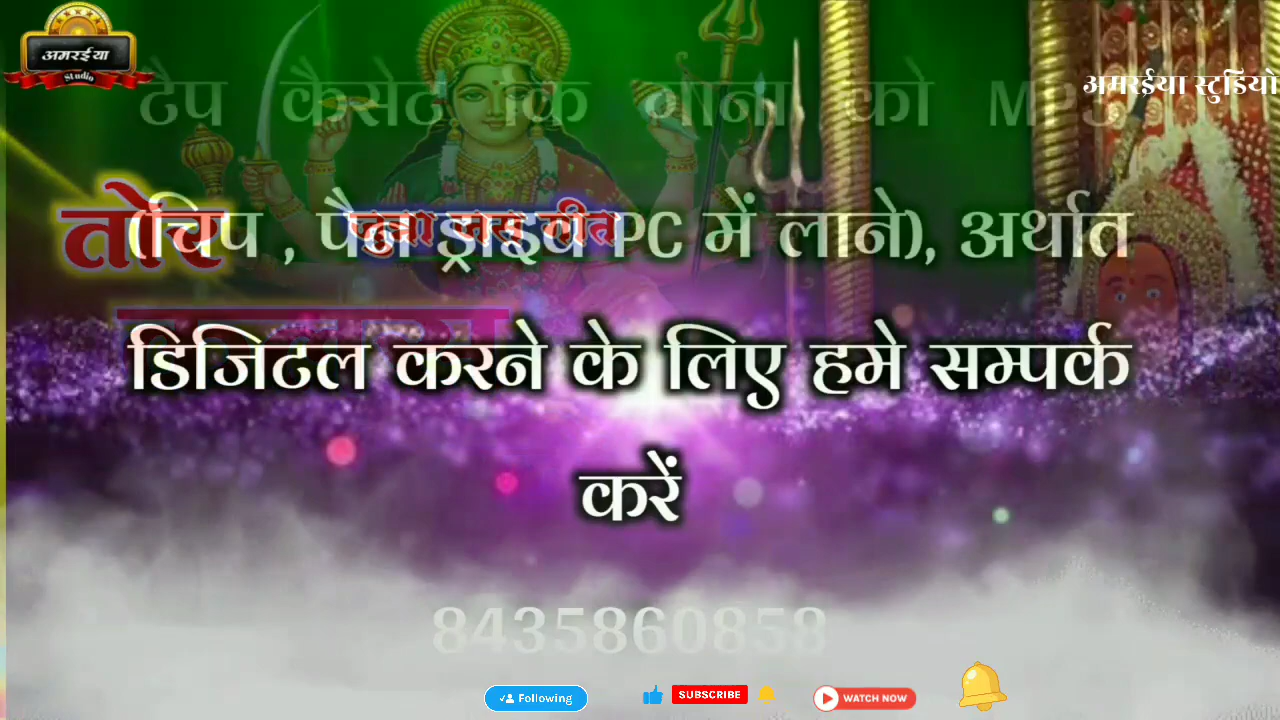 अमरईया
Studio
अमरईया स्टुडियो
टैप कैसेट कि गाना को MP3
(चिप , पैन ड्राइव PC में लाने), अर्थात
तोर
डिजिटल करने के लिए हमे सम्पर्क
करें
8435860858
Following
SUBSCRIBE
WATCH NOW